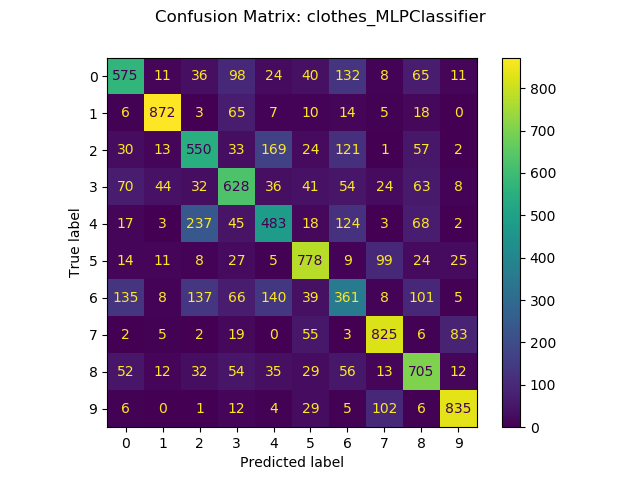 Confusion Matrix: clothes_MLPClassifier
0 575 11 36 98 24 40 132 8 65 11
1 6 872 3 65 7 10 14 5 18 0
2 30 13 550 33 169 24 121 1 57 2
3 70 44 32 628 36 41 54 24 63 8
4 17 3 237 45 483 18 124 3 68 2
5 14 11 8 27 5 778 9 99 24 25
6 135 8 137 66 140 39 361 8 101 5
7 2 5 2 19 0 55 3 825 6 83
8 52 12 32 54 35 29 56 13 705 12
9 6 0 1 12 4 29 5 102 6 835
0 1 2 3 4 5 6 7 8 9
True label
Predicted label
800
700
600
500
400
300
200
100
0